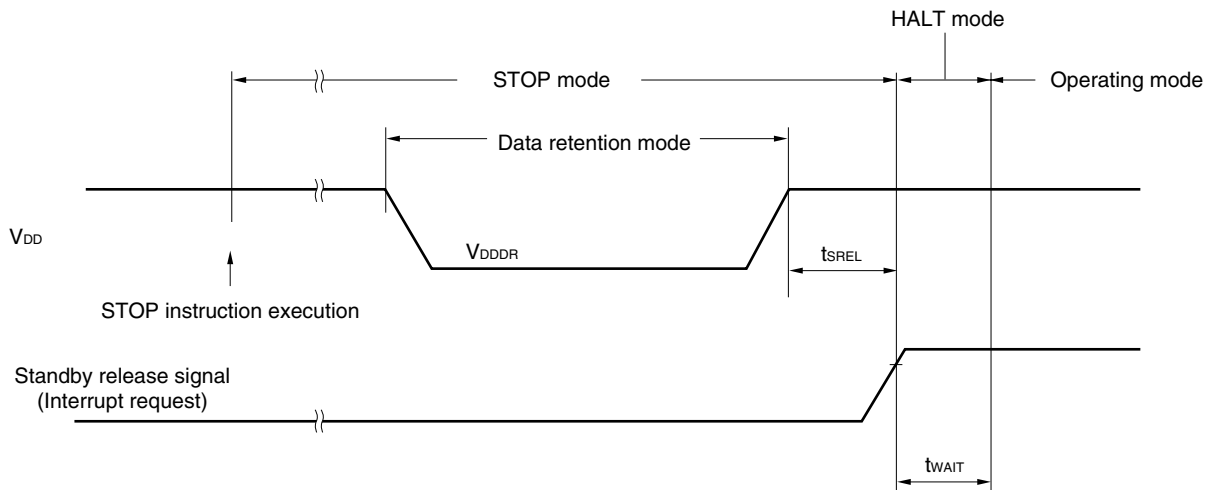 HALT mode
STOP mode
Operating mode
Data retention mode
VDD
VDDDR
tSREL
STOP instruction execution
Standby release signal
(Interrupt request)
tWAIT